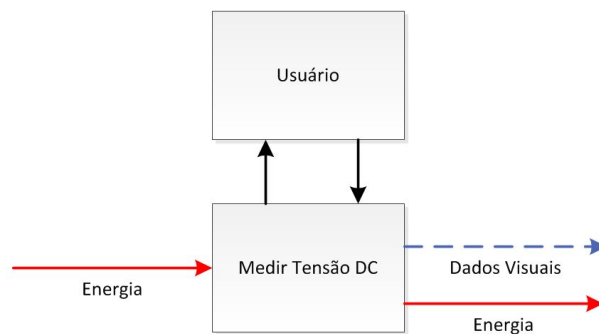 Usuário
Medir Tensão DC
Energia
Dados Visuais
Energia